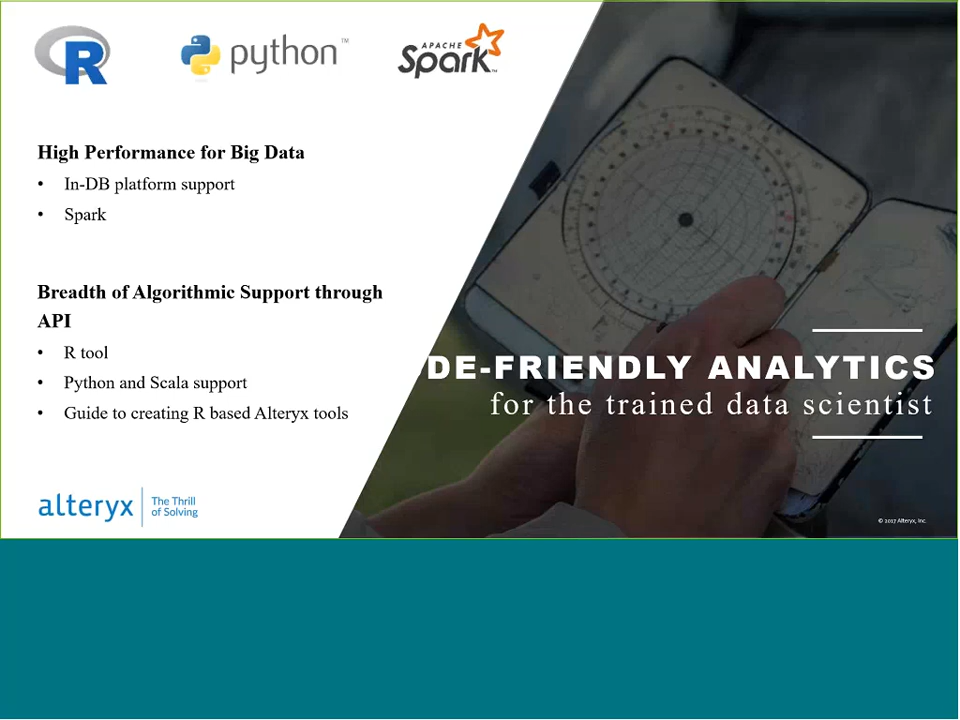 R
python™
APACHE
Spark™
High Performance for Big Data
• In-DB platform support
• Spark
Breadth of Algorithmic Support through
API
• R tool
• Python and Scala support
• Guide to creating R based Alteryx tools
DE-FRIENDLY ANALYTICS
for the trained data scientist
alteryx
The Thrill
of Solving
© 2017 Alteryx, Inc.